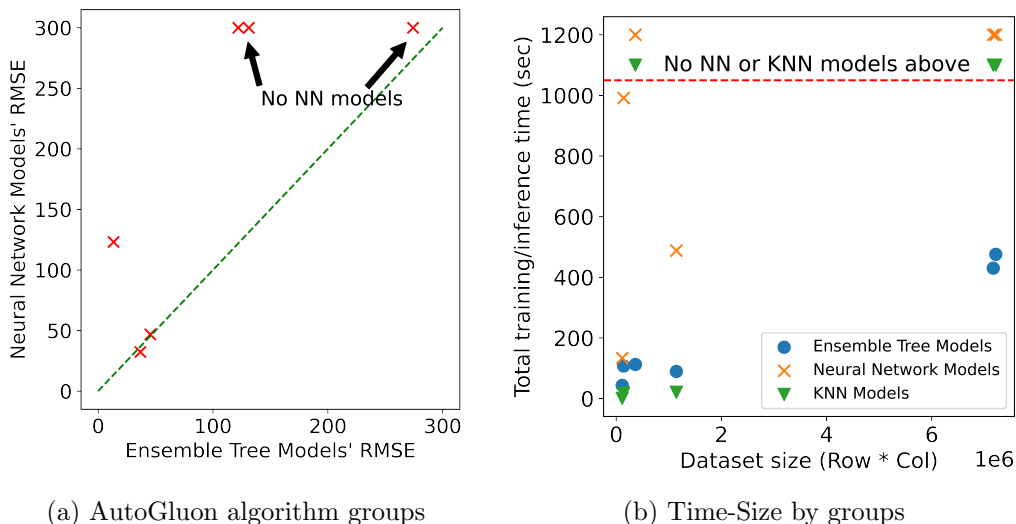 Neural Network Models' RMSE
300
250
200
150
100
50
0
No NN models
0
100
200
300
Ensemble Tree Models' RMSE
(a) AutoGluon algorithm groups
Total training/inference time (sec)
1200
1000
800
600
400
200
0
No NN or KNN models above
Ensemble Tree Models
Neural Network Models
KNN Models
0
2
4
6
1e6
Dataset size (Row * Col)
(b) Time-Size by groups